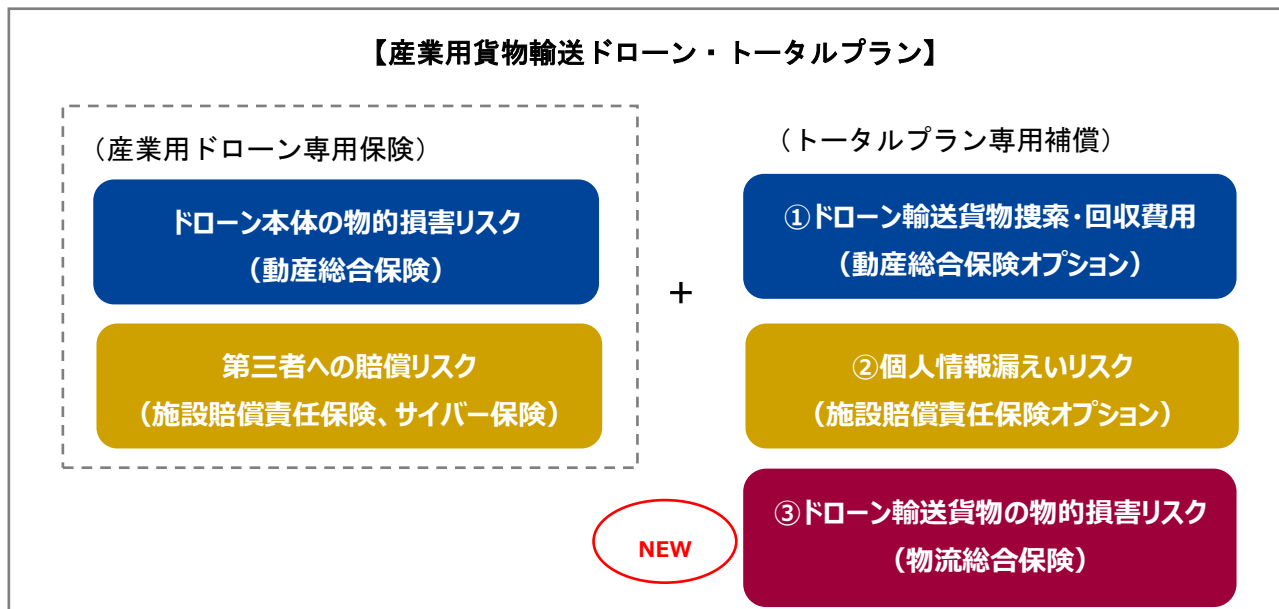 【産業用貨物輸送ドローン・トータルプラン】
（産業用ドローン専用保険）
ドローン本体の物的損害リスク
（動産総合保険）
第三者への賠償リスク
（施設賠償責任保険、サイバー保険）
＋
（トータルプラン専用補償）
①ドローン輸送貨物捜索・回収費用
（動産総合保険オプション）
②個人情報漏えいリスク
（施設賠償責任保険オプション）
NEW
③ドローン輸送貨物の物的損害リスク
（物流総合保険）